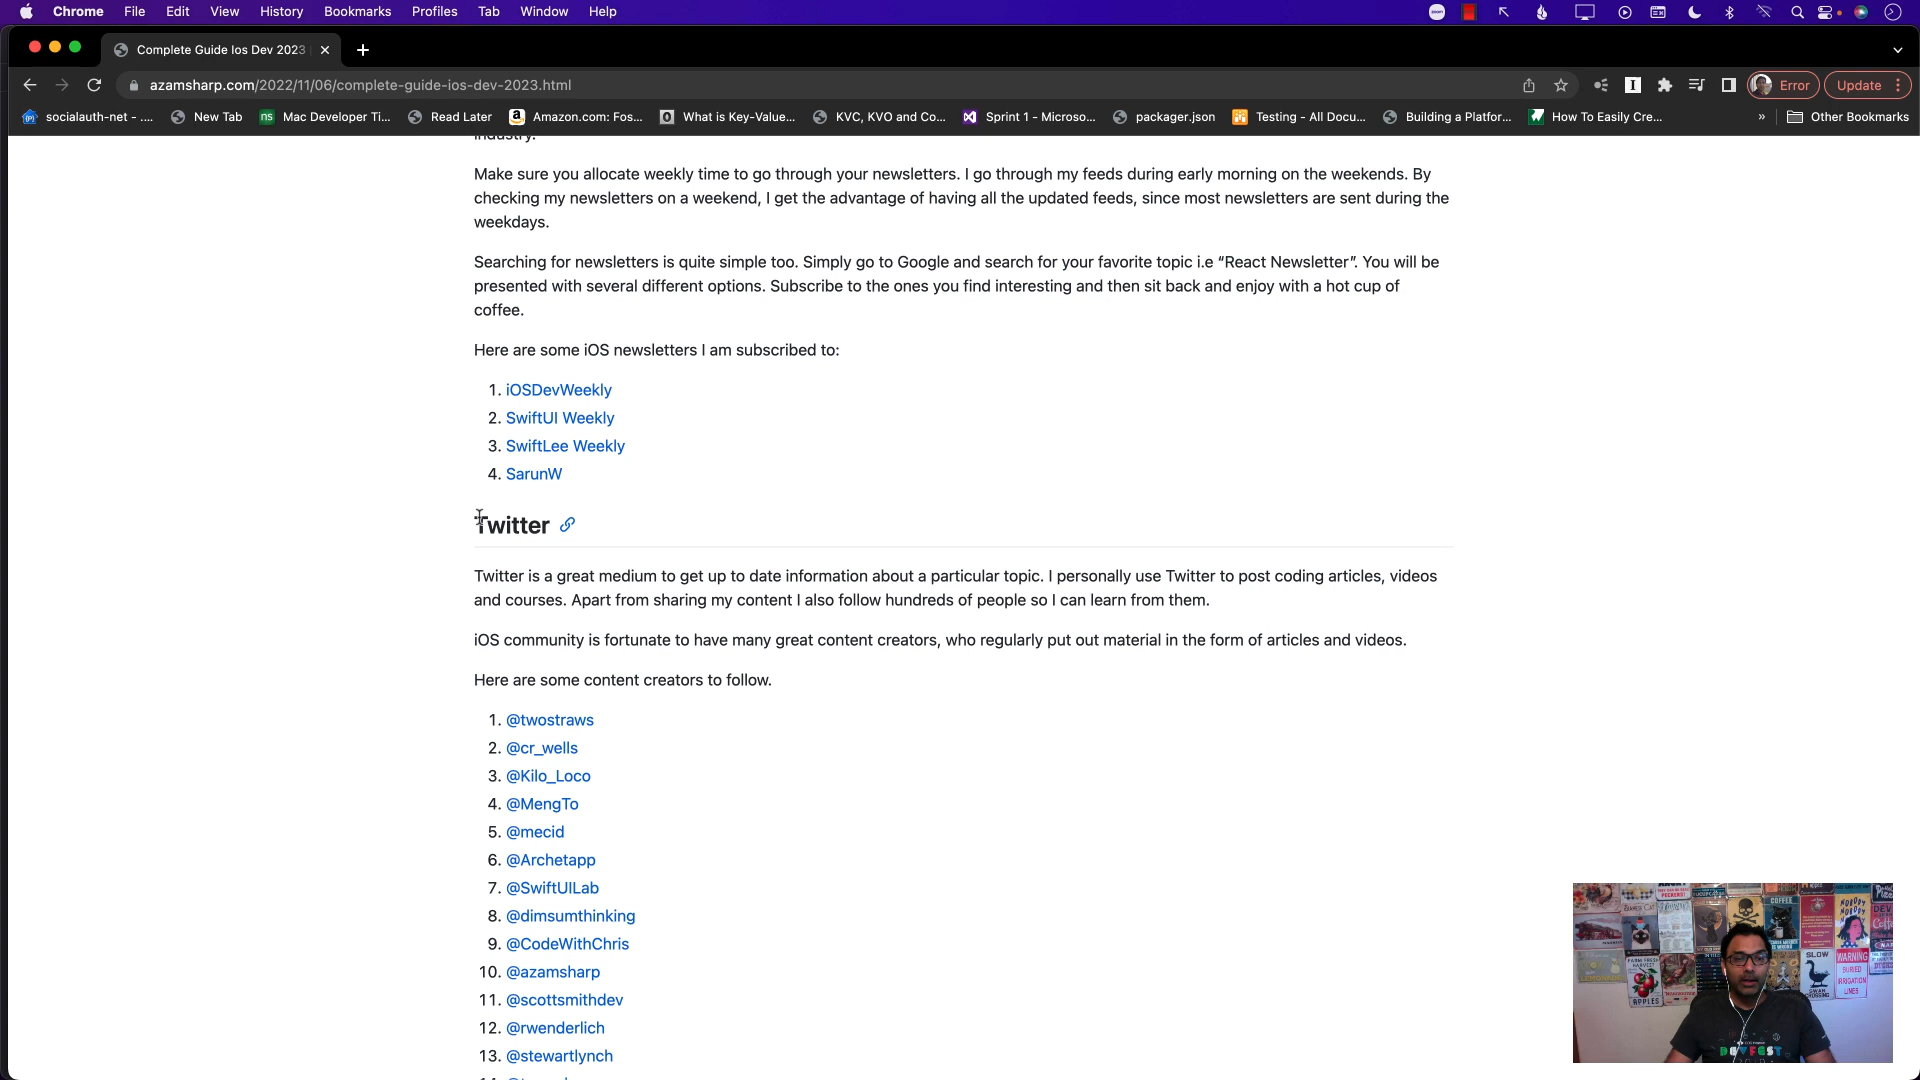 Chrome File Edit View History Bookmarks Profiles Tab Window Help
Complete Guide Ios Dev 2023
azamsharp.com/2022/11/06/complete-guide-ios-dev-2023.html
Error
Update
socialauth-net - ....
New Tab
Mac Developer Ti...
Read Later
Amazon.com: Fos...
What is Key-Value...
KVC, KVO and Co...
Sprint 1 - Microso...
packager.json
Testing - All Docu...
Building a Platfor...
How To Easily Cre...
»
Other Bookmarks
industry.
Make sure you allocate weekly time to go through your newsletters. I go through my feeds during early morning on the weekends. By
checking my newsletters on a weekend, I get the advantage of having all the updated feeds, since most newsletters are sent during the
weekdays.
Searching for newsletters is quite simple too. Simply go to Google and search for your favorite topic i.e “React Newsletter”. You will be
presented with several different options. Subscribe to the ones you find interesting and then sit back and enjoy with a hot cup of
coffee.
Here are some iOS newsletters I am subscribed to:
1. iOSDevWeekly
2. SwiftUI Weekly
3. SwiftLee Weekly
4. SarunW
Twitter
Twitter is a great medium to get up to date information about a particular topic. I personally use Twitter to post coding articles, videos
and courses. Apart from sharing my content I also follow hundreds of people so I can learn from them.
iOS community is fortunate to have many great content creators, who regularly put out material in the form of articles and videos.
Here are some content creators to follow.
1. @twostraws
2. @cr_wells
3. @Kilo_Loco
4. @MengTo
5. @mecid
6. @Archetapp
7. @SwiftUILab
8. @dimsumthinking
9. @CodeWithChris
10. @azamsharp
11. @scottsmithdev
12. @rwenderlich
13. @stewartlynch
COFFEE
NOBODY
FARM FRESH
HARVEST
APPLES
SLOW
WARNING
BURIED
IRRIGATION
LINES
DEVFEST